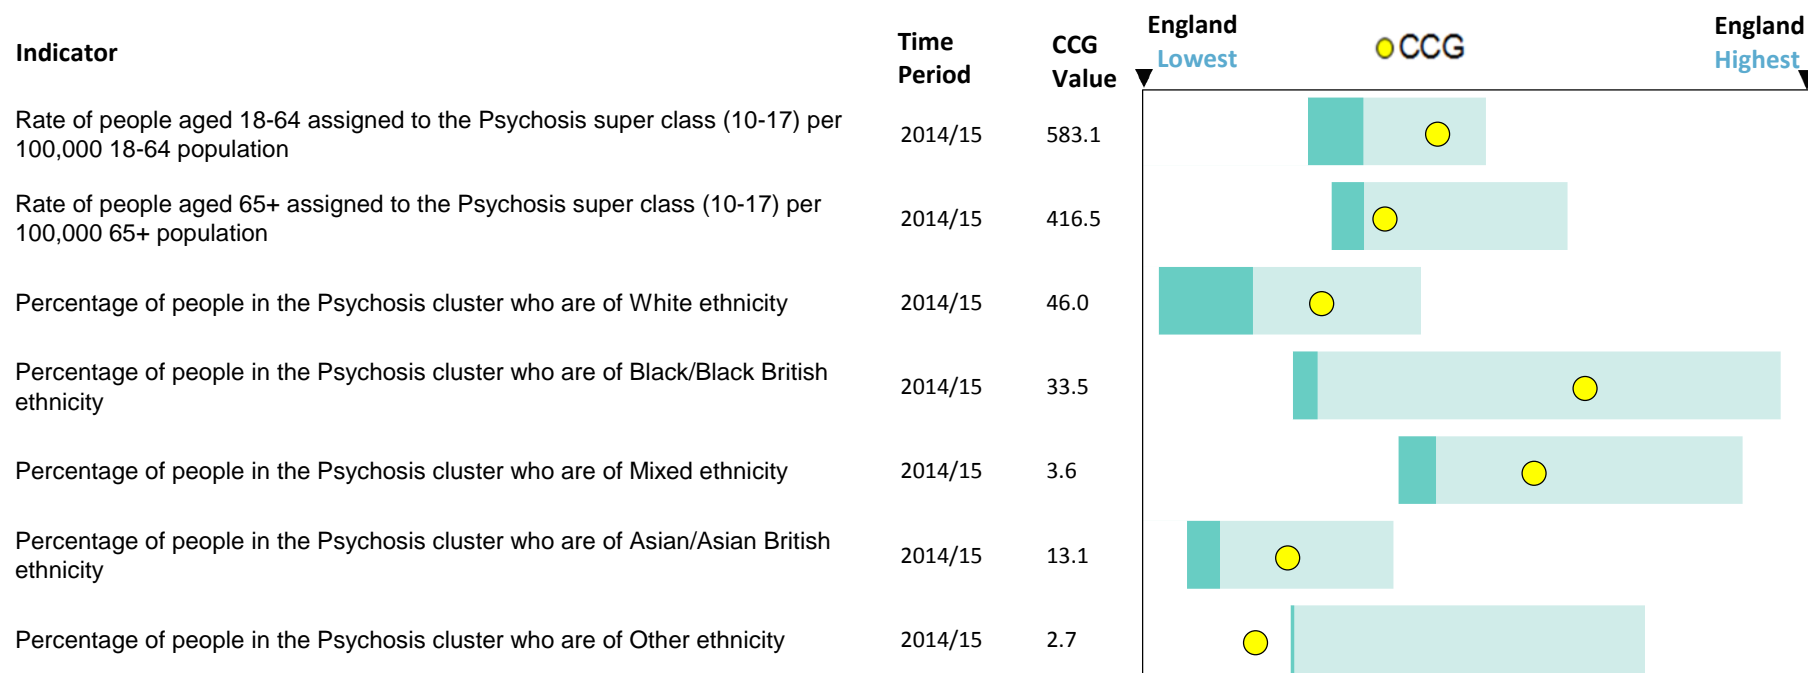 Indicator
Time
Period
CCG
Value
England
Lowest
CCG
England
Highest
Rate of people aged 18-64 assigned to the Psychosis super class (10-17) per
100,000 18-64 population
2014/15
583.1
Rate of people aged 65+ assigned to the Psychosis super class (10-17) per
100,000 65+ population
2014/15
416.5
Percentage of people in the Psychosis cluster who are of White ethnicity
2014/15
46.0
Percentage of people in the Psychosis cluster who are of Black/Black British
ethnicity
2014/15
33.5
Percentage of people in the Psychosis cluster who are of Mixed ethnicity
2014/15
3.6
Percentage of people in the Psychosis cluster who are of Asian/Asian British
ethnicity
2014/15
13.1
Percentage of people in the Psychosis cluster who are of Other ethnicity
2014/15
2.7